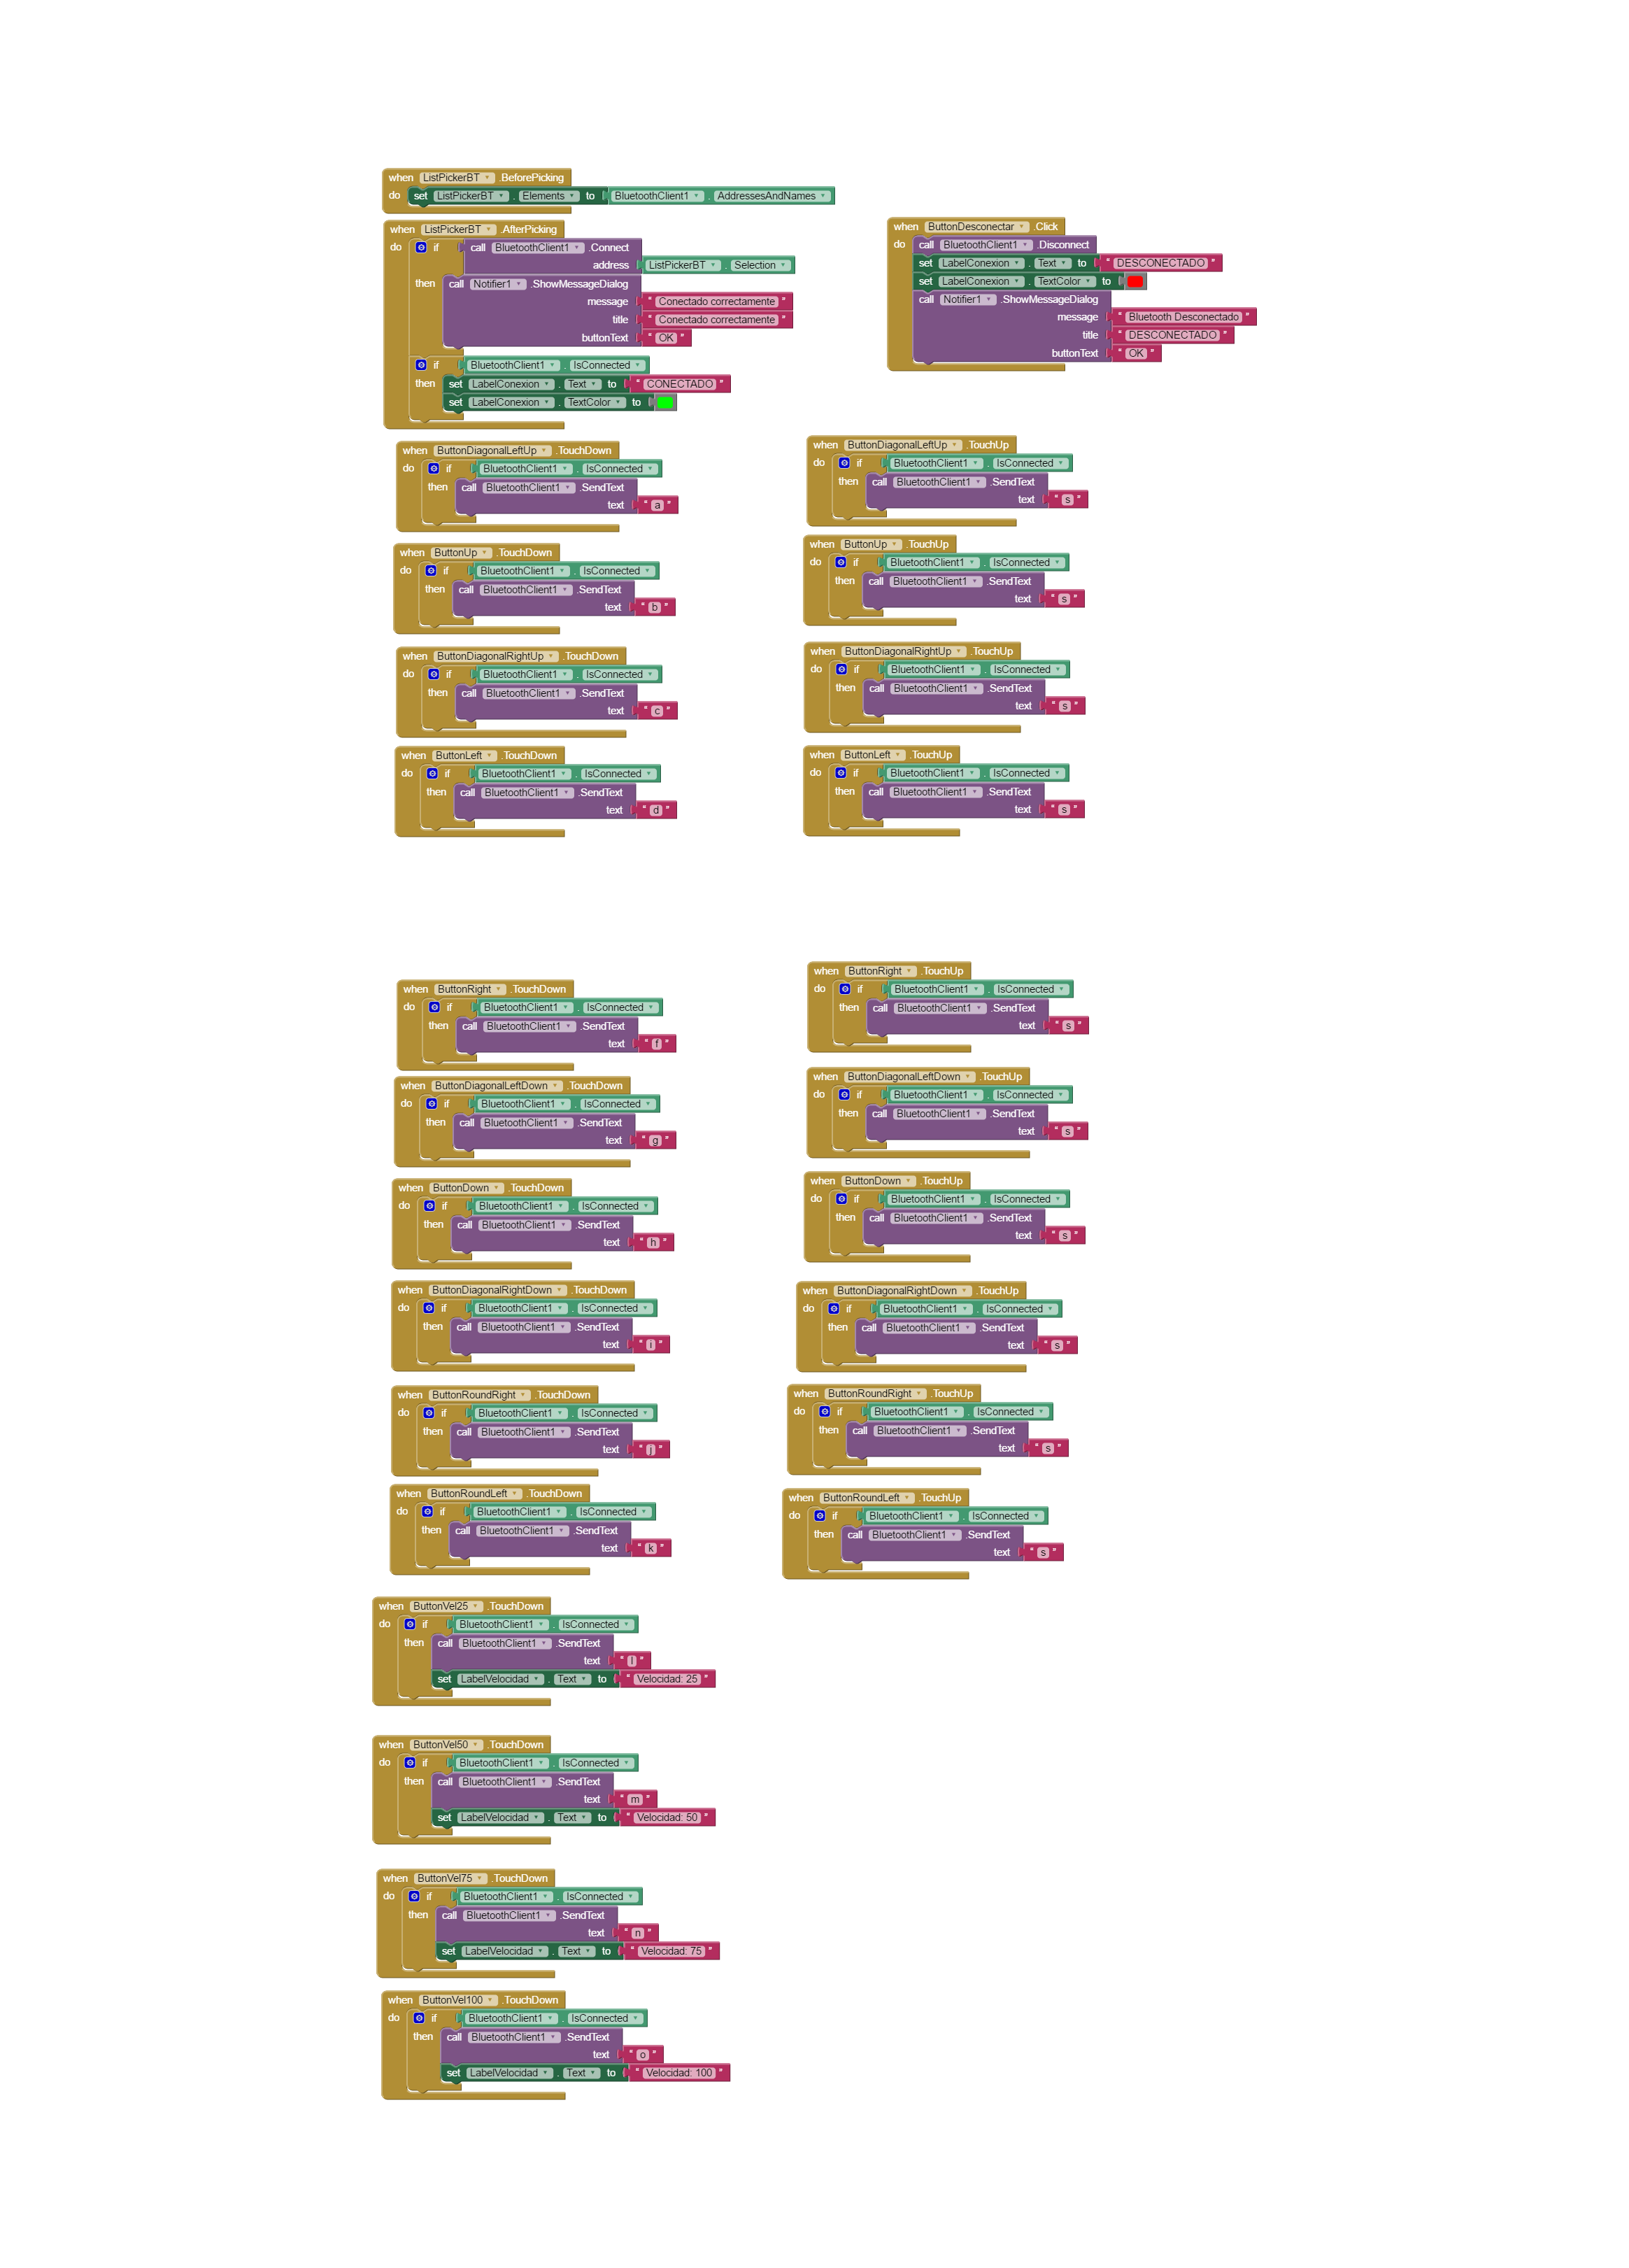 when ListPickerBT .BeforePicking
do set ListPickerBT . Elements to BluetoothClient1 . AddressesAndNames
when ListPickerBT .AfterPicking
do if call BluetoothClient1 .Connect
address ListPickerBT . Selection
then call Notifier1 .ShowMessageDialog
message " Conectado correctamente "
title " Conectado correctamente "
buttonText " OK "
if BluetoothClient1 . IsConnected
then set LabelConexion . Text to " CONECTADO "
set LabelConexion . TextColor to
when ButtonDesconectar .Click
do call BluetoothClient1 .Disconnect
set LabelConexion . Text to " DESCONECTADO "
set LabelConexion . TextColor to
call Notifier1 .ShowMessageDialog
message " Bluetooth Desconectado "
title " DESCONECTADO "
buttonText " OK "
when ButtonDiagonalLeftUp .TouchDown
do if BluetoothClient1 . IsConnected
then call BluetoothClient1 .SendText
text " a "
when ButtonDiagonalLeftUp .TouchUp
do if BluetoothClient1 . IsConnected
then call BluetoothClient1 .SendText
text " s "
when ButtonUp .TouchDown
do if BluetoothClient1 . IsConnected
then call BluetoothClient1 .SendText
text " b "
when ButtonUp .TouchUp
do if BluetoothClient1 . IsConnected
then call BluetoothClient1 .SendText
text " s "
when ButtonDiagonalRightUp .TouchDown
do if BluetoothClient1 . IsConnected
then call BluetoothClient1 .SendText
text " c "
when ButtonDiagonalRightUp .TouchUp
do if BluetoothClient1 . IsConnected
then call BluetoothClient1 .SendText
text " s "
when ButtonLeft .TouchDown
do if BluetoothClient1 . IsConnected
then call BluetoothClient1 .SendText
text " d "
when ButtonLeft .TouchUp
do if BluetoothClient1 . IsConnected
then call BluetoothClient1 .SendText
text " s "
when ButtonRight .TouchDown
do if BluetoothClient1 . IsConnected
then call BluetoothClient1 .SendText
text " f "
when ButtonRight .TouchUp
do if BluetoothClient1 . IsConnected
then call BluetoothClient1 .SendText
text " s "
when ButtonDiagonalLeftDown .TouchDown
do if BluetoothClient1 . IsConnected
then call BluetoothClient1 .SendText
text " g "
when ButtonDiagonalLeftDown .TouchUp
do if BluetoothClient1 . IsConnected
then call BluetoothClient1 .SendText
text " s "
when ButtonDown .TouchDown
do if BluetoothClient1 . IsConnected
then call BluetoothClient1 .SendText
text " h "
when ButtonDown .TouchUp
do if BluetoothClient1 . IsConnected
then call BluetoothClient1 .SendText
text " s "
when ButtonDiagonalRightDown .TouchDown
do if BluetoothClient1 . IsConnected
then call BluetoothClient1 .SendText
text " i "
when ButtonDiagonalRightDown .TouchUp
do if BluetoothClient1 . IsConnected
then call BluetoothClient1 .SendText
text " s "
when ButtonRoundRight .TouchDown
do if BluetoothClient1 . IsConnected
then call BluetoothClient1 .SendText
text " j "
when ButtonRoundRight .TouchUp
do if BluetoothClient1 . IsConnected
then call BluetoothClient1 .SendText
text " s "
when ButtonRoundLeft .TouchDown
do if BluetoothClient1 . IsConnected
then call BluetoothClient1 .SendText
text " k "
when ButtonRoundLeft .TouchUp
do if BluetoothClient1 . IsConnected
then call BluetoothClient1 .SendText
text " s "
when ButtonVel25 .TouchDown
do if BluetoothClient1 . IsConnected
then call BluetoothClient1 .SendText
text " l "
set LabelVelocidad . Text to " Velocidad: 25 "
when ButtonVel50 .TouchDown
do if BluetoothClient1 . IsConnected
then call BluetoothClient1 .SendText
text " m "
set LabelVelocidad . Text to " Velocidad: 50 "
when ButtonVel75 .TouchDown
do if BluetoothClient1 . IsConnected
then call BluetoothClient1 .SendText
text " n "
set LabelVelocidad . Text to " Velocidad: 75 "
when ButtonVel100 .TouchDown
do if BluetoothClient1 . IsConnected
then call BluetoothClient1 .SendText
text " o "
set LabelVelocidad . Text to " Velocidad: 100 "